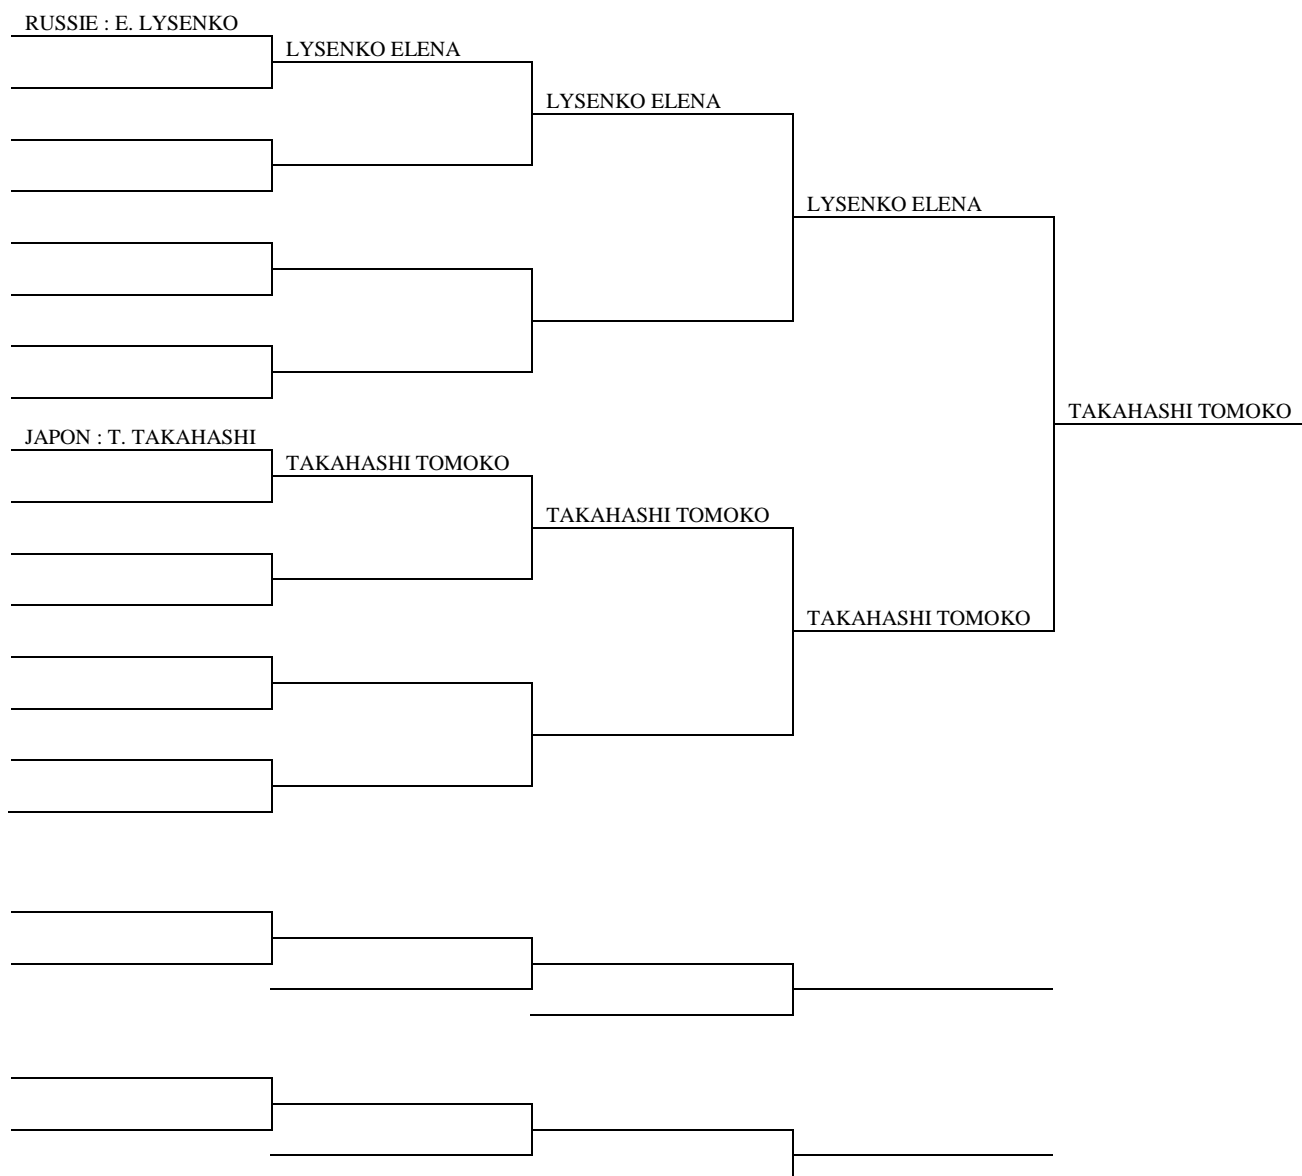 RUSSIE : E. LYSENKO
LYSENKO ELENA
LYSENKO ELENA
LYSENKO ELENA
TAKAHASHI TOMOKO
JAPON : T. TAKAHASHI
TAKAHASHI TOMOKO
TAKAHASHI TOMOKO
TAKAHASHI TOMOKO